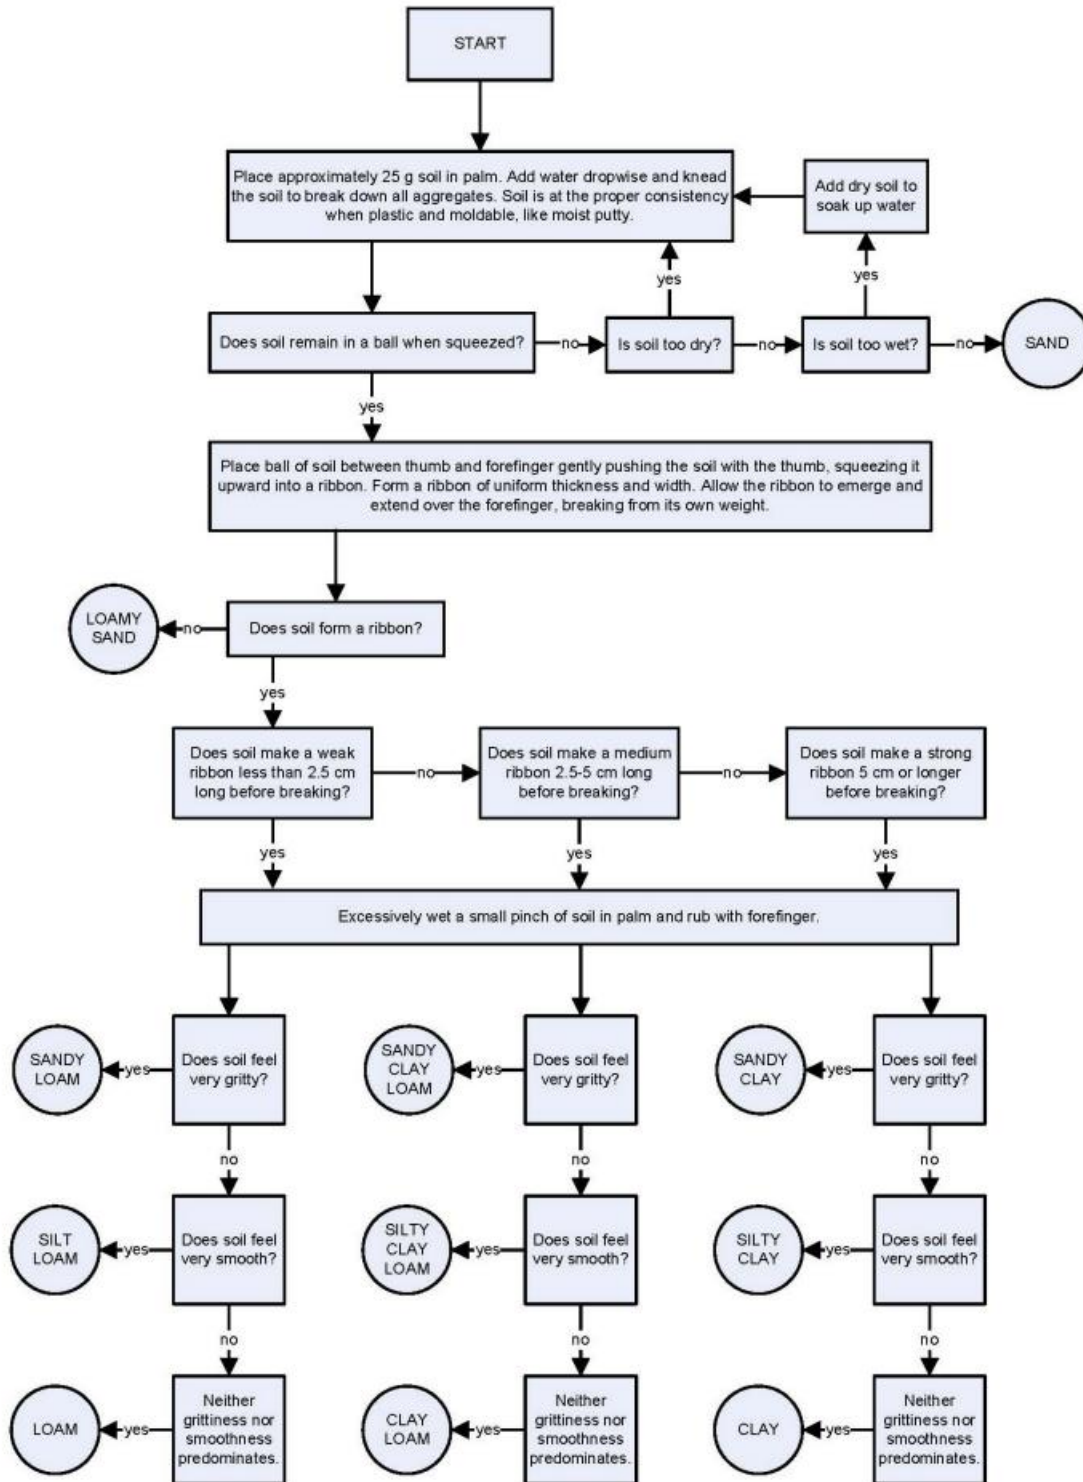 START
Place approximately 25 g soil in palm. Add water dropwise and knead
the soil to break down all aggregates. Soil is at the proper consistency
when plastic and moldable, like moist putty.
Add dry soil to
soak up water
yes
yes
Does soil remain in a ball when squeezed?
no
Is soil too dry?
no
Is soil too wet?
no
SAND
yes
Place ball of soil between thumb and forefinger gently pushing the soil with the thumb, squeezing it
upward into a ribbon. Form a ribbon of uniform thickness and width. Allow the ribbon to emerge and
extend over the forefinger, breaking from its own weight.
LOAMY
SAND
no
Does soil form a ribbon?
yes
Does soil make a weak
ribbon less than 2.5 cm
long before breaking?
no
Does soil make a medium
ribbon 2.5-5 cm long
before breaking?
no
Does soil make a strong
ribbon 5 cm or longer
before breaking?
yes
yes
yes
Excessively wet a small pinch of soil in palm and rub with forefinger.
SANDY
LOAM
yes
Does soil feel
very gritty?
SANDY
CLAY
LOAM
yes
Does soil feel
very gritty?
SANDY
CLAY
yes
Does soil feel
very gritty?
no
no
no
SILT
LOAM
yes
Does soil feel
very smooth?
SILTY
CLAY
LOAM
yes
Does soil feel
very smooth?
SILTY
CLAY
yes
Does soil feel
very smooth?
no
no
no
LOAM
yes
Neither
grittiness nor
smoothness
predominates.
CLAY
LOAM
yes
Neither
grittiness nor
smoothness
predominates.
CLAY
yes
Neither
grittiness nor
smoothness
predominates.